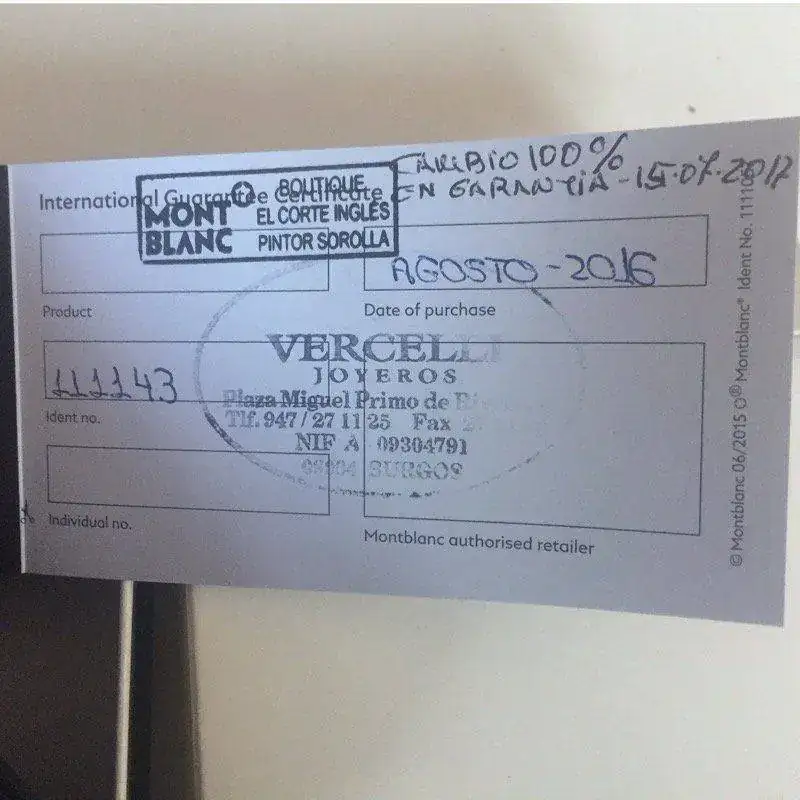 CAMBIO 100%
EN GARANTIA - 15-07-2017
International Guarantee Certificate
MONT BLANC
BOUTIQUE
EL CORTE INGLÉS
PINTOR SOROLLA
AGOSTO - 2016
Product
Date of purchase
VERCELLI
JOYEROS
111143
Plaza Miguel Primo de
Tlf. 947 / 27 11 25 Fax
Ident no.
NIF A 09304791
BURGOS
Individual no.
Montblanc authorised retailer
© Montblanc 06/2015 O® Montblanc® Ident No.